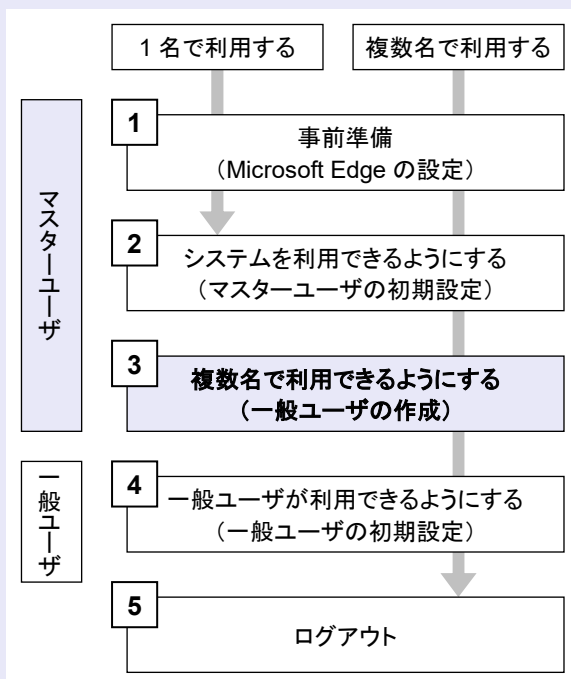 1 名で利用する
複数名で利用する
マスターユーザ
1
事前準備
（Microsoft Edge の設定）
2
システムを利用できるようにする
（マスターユーザの初期設定）
3
複数名で利用できるようにする
（一般ユーザの作成）
一般ユーザ
4
一般ユーザが利用できるようにする
（一般ユーザの初期設定）
5
ログアウト